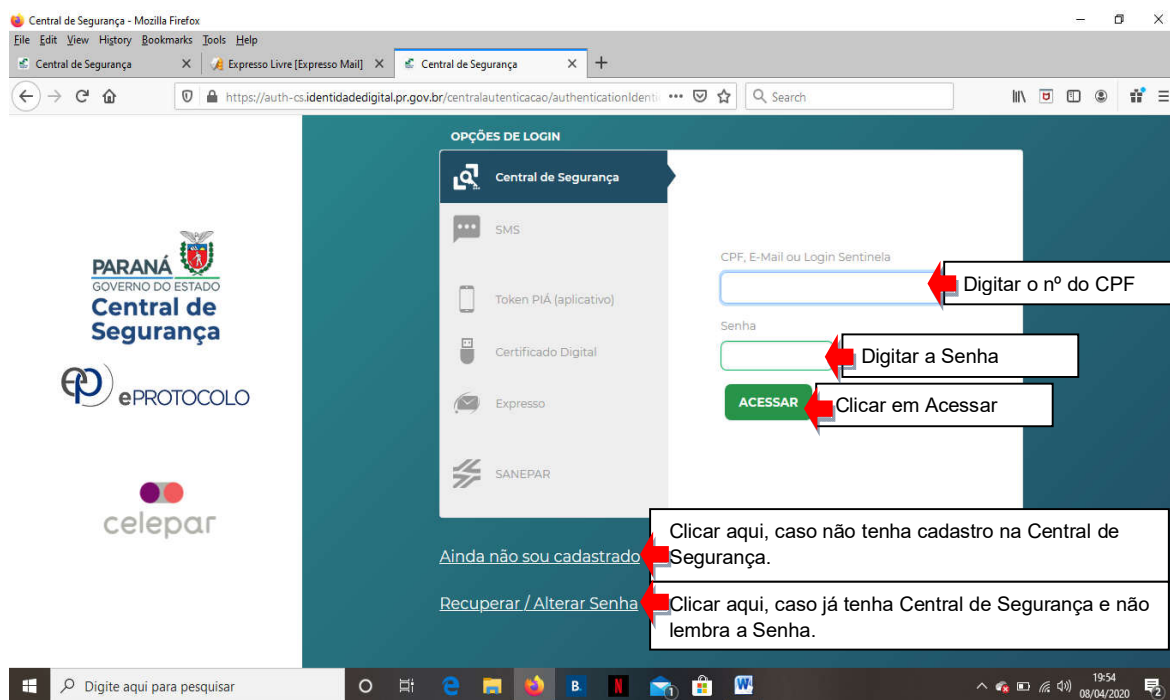 Central de Segurança - Mozilla Firefox
File Edit View History Bookmarks Tools Help
Central de Segurança
Expresso Livre [Expresso Mail]
Central de Segurança
https://auth-cs.identidadedigital.pr.gov.br/centralautenticacao/authenticationIdenti
Search
OPÇÕES DE LOGIN
Central de Segurança
SMS
Token PIÁ (aplicativo)
Certificado Digital
Expresso
SANEPAR
PARANÁ
GOVERNO DO ESTADO
Central de
Segurança
ep ePROTOCOLO
celepar
CPF, E-Mail ou Login Sentinela
Digitar o nº do CPF
Senha
Digitar a Senha
ACESSAR
Clicar em Acessar
Ainda não sou cadastrado
Clicar aqui, caso não tenha cadastro na Central de
Segurança.
Recuperar / Alterar Senha
Clicar aqui, caso já tenha Central de Segurança e não
lembra a Senha.
Digite aqui para pesquisar
B.
N
1
W
19:54
08/04/2020